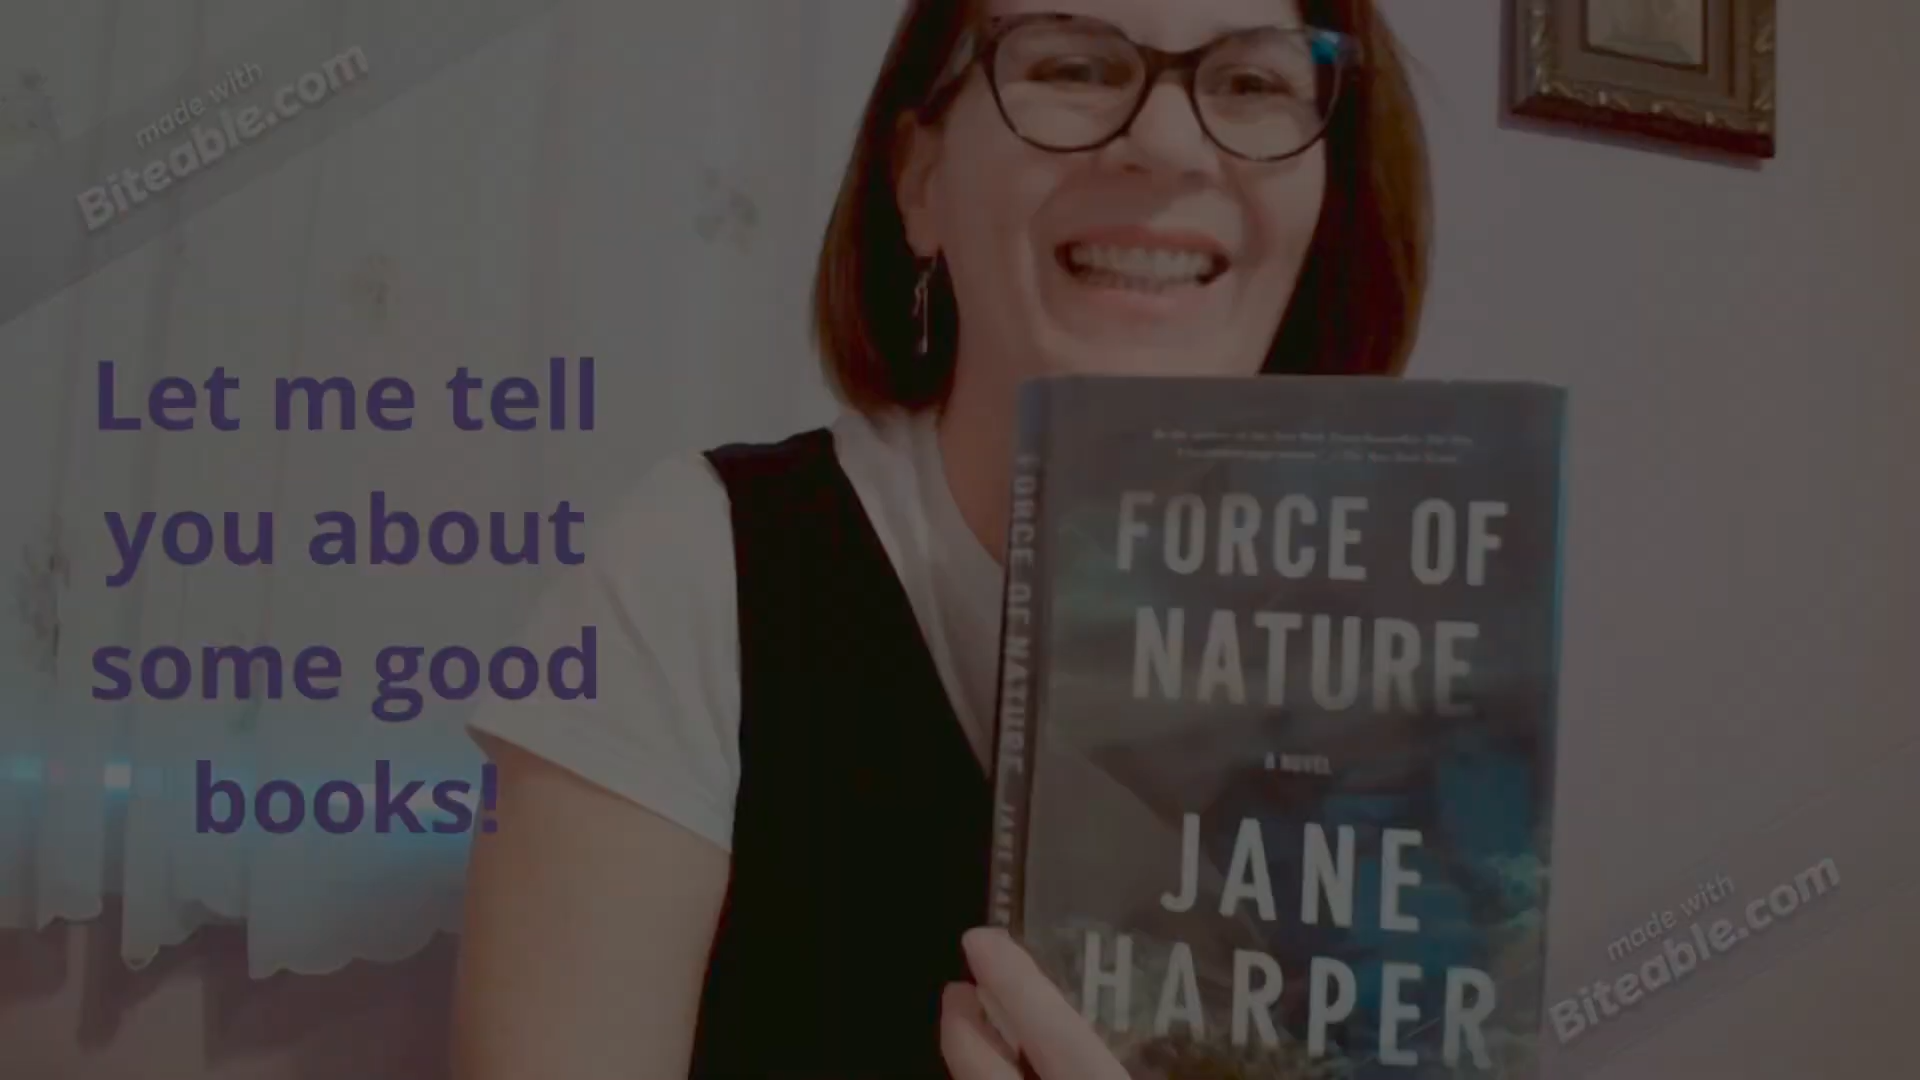 made with
Biteable.com
Let me tell
you about
some good
books!
FORCE OF
NATURE
A NOVEL
JANE
HARPER
FORCE OF NATURE JANE
made with
Biteable.com